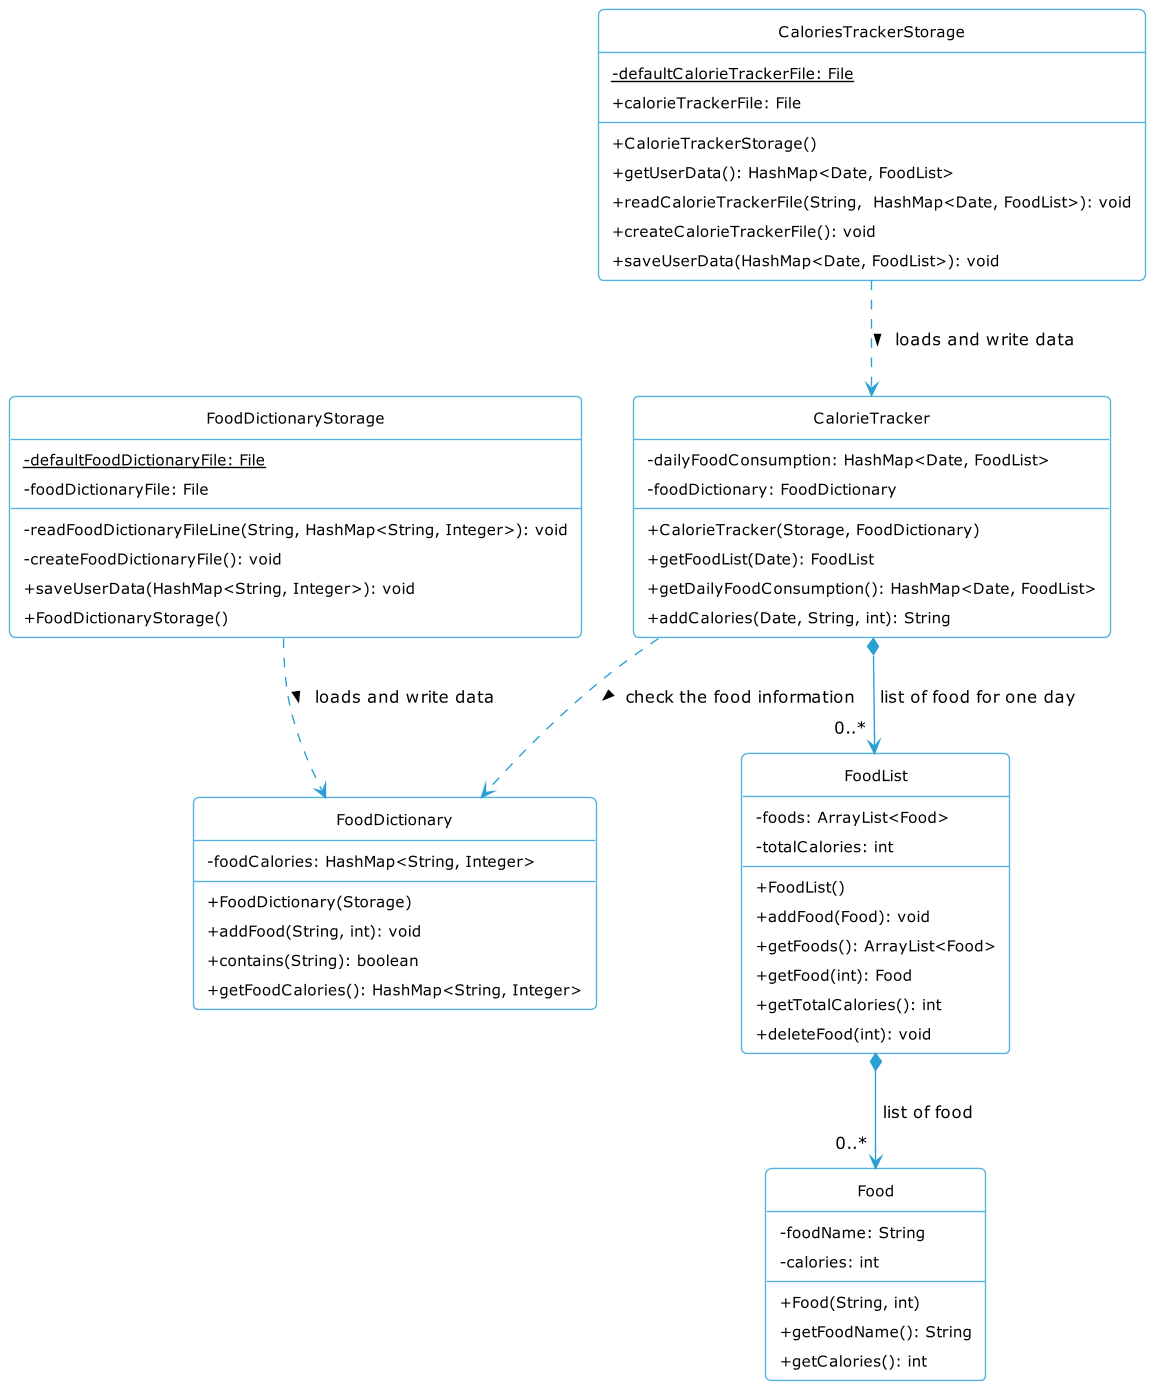 CaloriesTrackerStorage
-defaultCalorieTrackerFile: File
+calorieTrackerFile: File
+CalorieTrackerStorage()
+getUserData(): HashMap<Date, FoodList>
+readCalorieTrackerFile(String,  HashMap<Date, FoodList>): void
+createCalorieTrackerFile(): void
+saveUserData(HashMap<Date, FoodList>): void
loads and write data
FoodDictionaryStorage
-defaultFoodDictionaryFile: File
-foodDictionaryFile: File
-readFoodDictionaryFileLine(String, HashMap<String, Integer>): void
-createFoodDictionaryFile(): void
+saveUserData(HashMap<String, Integer>): void
+FoodDictionaryStorage()
CalorieTracker
-dailyFoodConsumption: HashMap<Date, FoodList>
-foodDictionary: FoodDictionary
+CalorieTracker(Storage, FoodDictionary)
+getFoodList(Date): FoodList
+getDailyFoodConsumption(): HashMap<Date, FoodList>
+addCalories(Date, String, int): String
loads and write data
check the food information
list of food for one day
0..*
FoodDictionary
-foodCalories: HashMap<String, Integer>
+FoodDictionary(Storage)
+addFood(String, int): void
+contains(String): boolean
+getFoodCalories(): HashMap<String, Integer>
FoodList
-foods: ArrayList<Food>
-totalCalories: int
+FoodList()
+addFood(Food): void
+getFoods(): ArrayList<Food>
+getFood(int): Food
+getTotalCalories(): int
+deleteFood(int): void
list of food
0..*
Food
-foodName: String
-calories: int
+Food(String, int)
+getFoodName(): String
+getCalories(): int